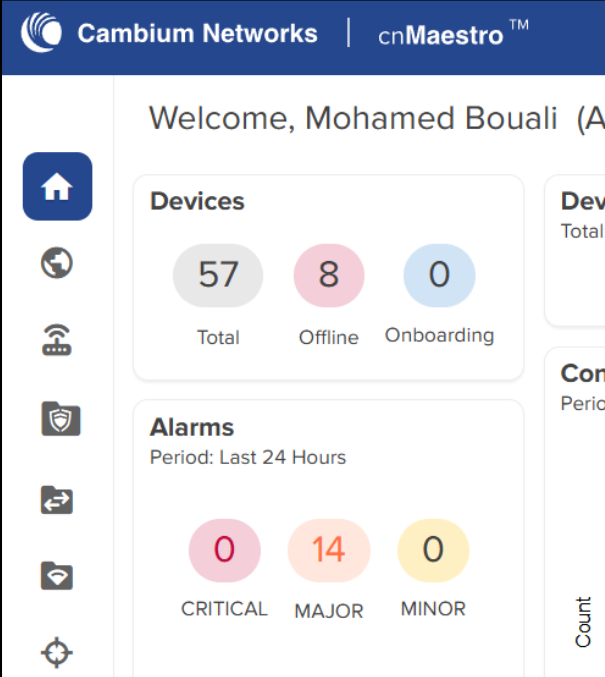 Cambium Networks | cnMaestro™
Welcome, Mohamed Bouali (A
Devices
57 8 0
Total Offline Onboarding
Alarms
Period: Last 24 Hours
0 14 0
CRITICAL MAJOR MINOR
Dev
Total
Con
Perio
Count